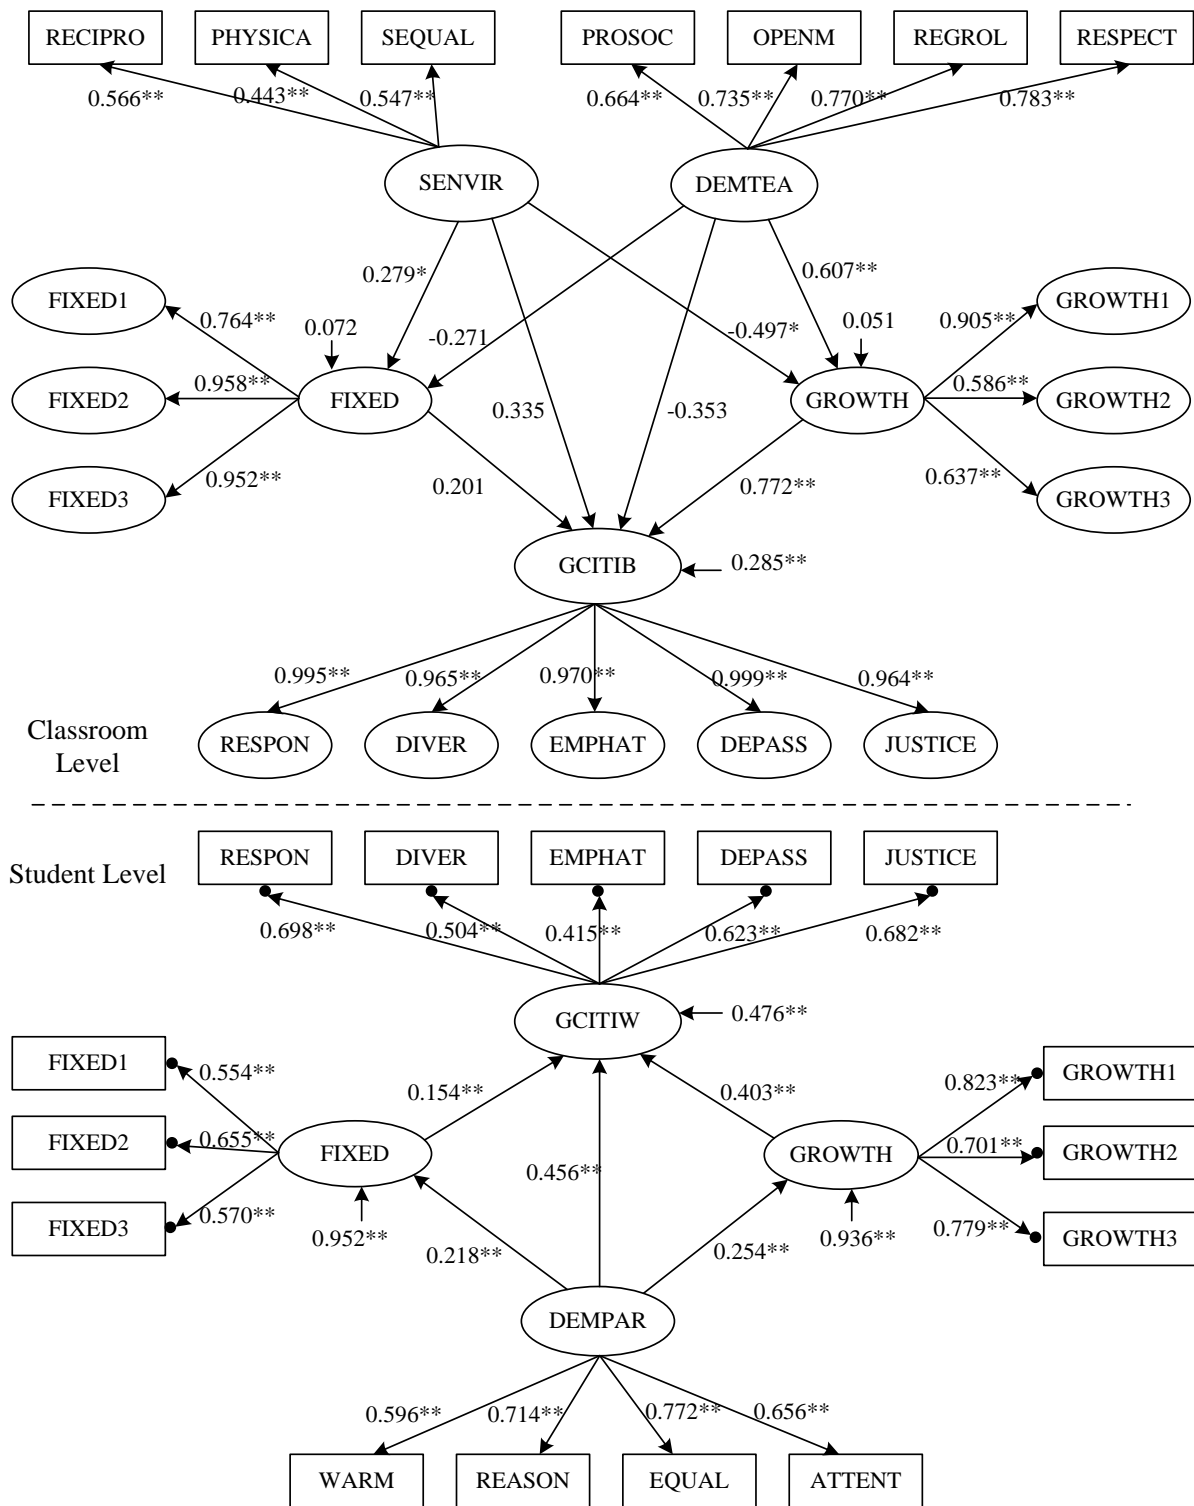 RECIPRO PHYSICA SEQUAL PROSOC OPENM REGROL RESPECT
0.566** 0.443** 0.547** 0.664** 0.735** 0.770** 0.783**
SENVIR DEMTEA
0.279* 0.607**
FIXED1 GROWTH1
0.764** 0.072 -0.271 -0.497* 0.051 0.905**
FIXED2 0.958** FIXED 0.335 -0.353 GROWTH 0.586** GROWTH2
0.952** 0.201 0.772** 0.637**
FIXED3 GROWTH3
GCITIB 0.285**
0.995** 0.965** 0.970** 0.999** 0.964**
Classroom
Level
RESPON DIVER EMPHAT DEPASS JUSTICE
Student Level
RESPON DIVER EMPHAT DEPASS JUSTICE
0.698** 0.504** 0.415** 0.623** 0.682**
GCITIW 0.476**
FIXED1 0.554** 0.154** 0.403** 0.823** GROWTH1
FIXED2 0.655** FIXED 0.456** GROWTH 0.701** GROWTH2
FIXED3 0.570** 0.952** 0.218** 0.254** 0.936** 0.779** GROWTH3
DEMPAR
0.596** 0.714** 0.772** 0.656**
WARM REASON EQUAL ATTENT